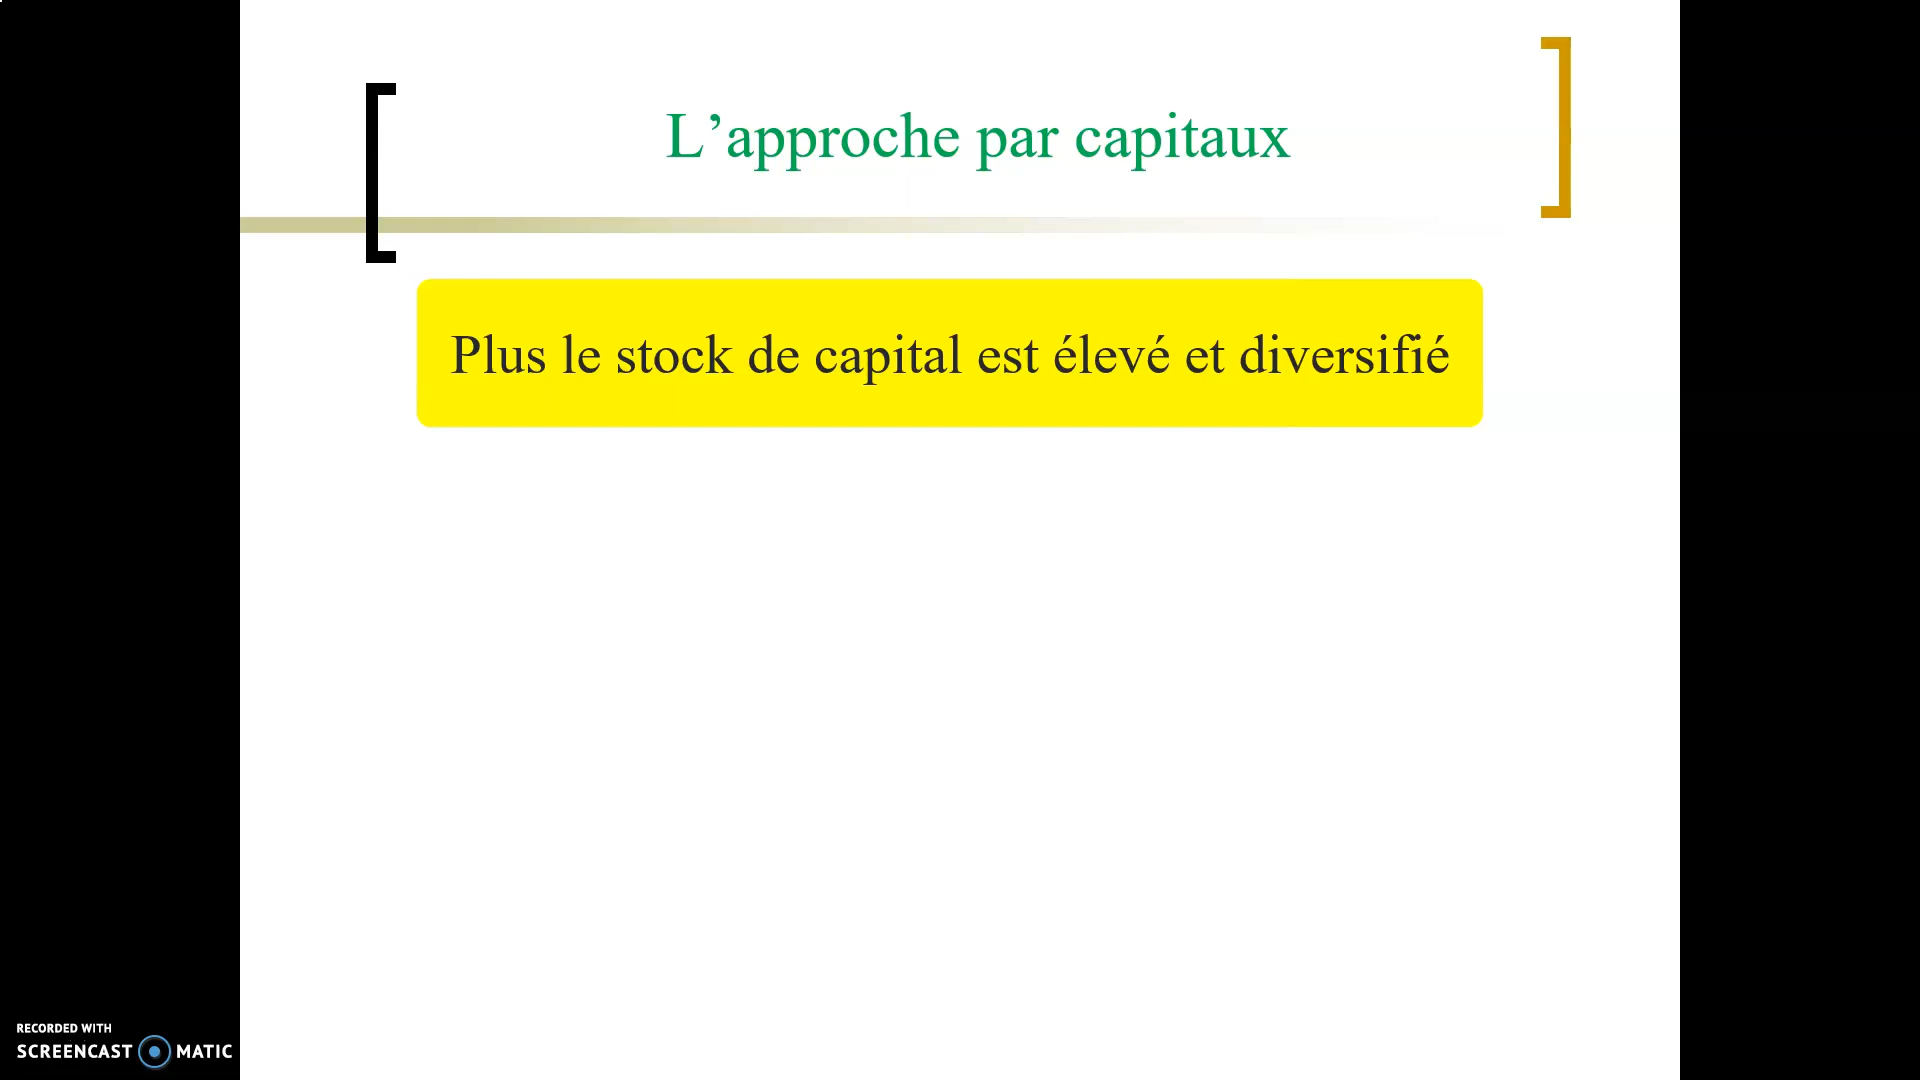 L’approche par capitaux
Plus le stock de capital est élevé et diversifié
RECORDED WITH
SCREENCAST MATIC